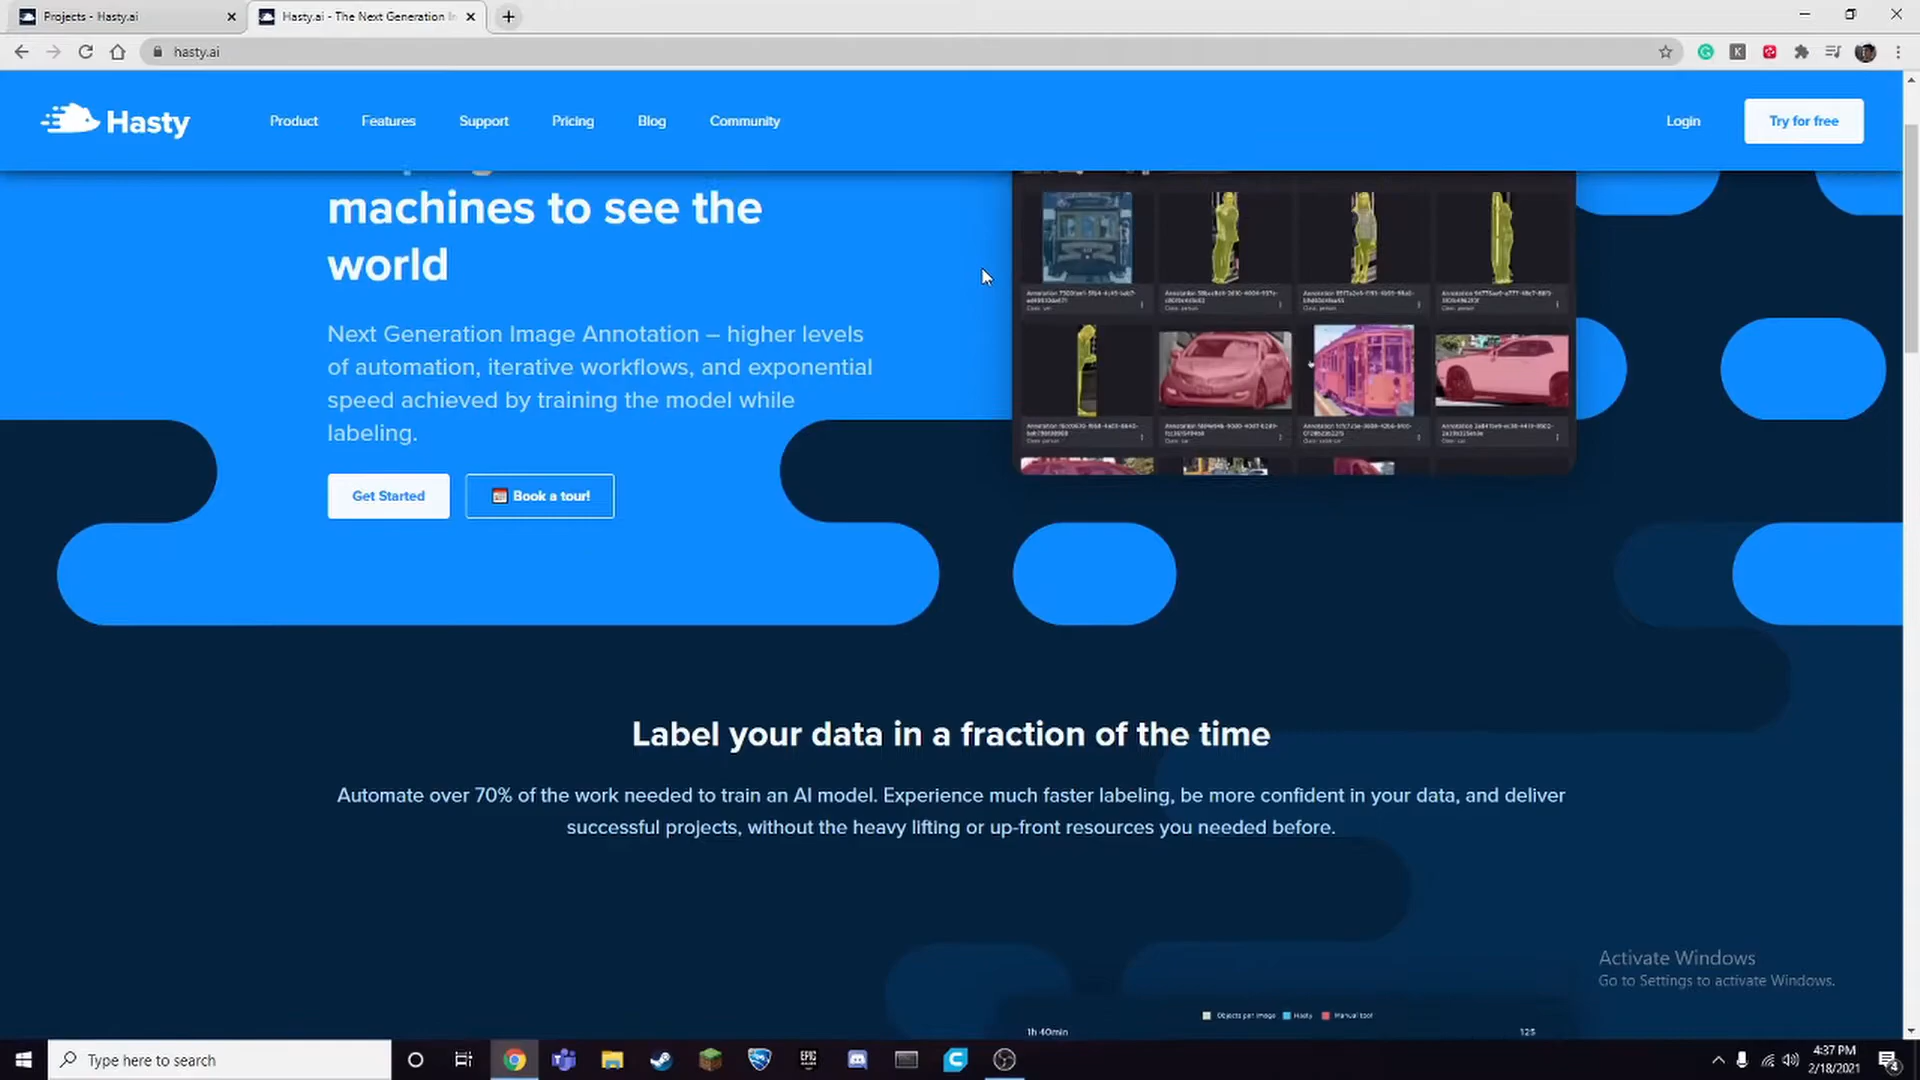 Projects - Hasty.ai
Hasty.ai - The Next Generation
hasty.ai
Hasty
Product
Features
Support
Pricing
Blog
Community
Login
Try for free
machines to see the
world
Next Generation Image Annotation – higher levels
of automation, iterative workflows, and exponential
speed achieved by training the model while
labeling.
Get Started
Book a tour!
Label your data in a fraction of the time
Automate over 70% of the work needed to train an AI model. Experience much faster labeling, be more confident in your data, and deliver
successful projects, without the heavy lifting or up-front resources you needed before.
Objects per image
Hasty
Manual tool
1h 40min
125
Activate Windows
Go to Settings to activate Windows.
Type here to search
EPIC
4:37 PM
2/18/2021
4